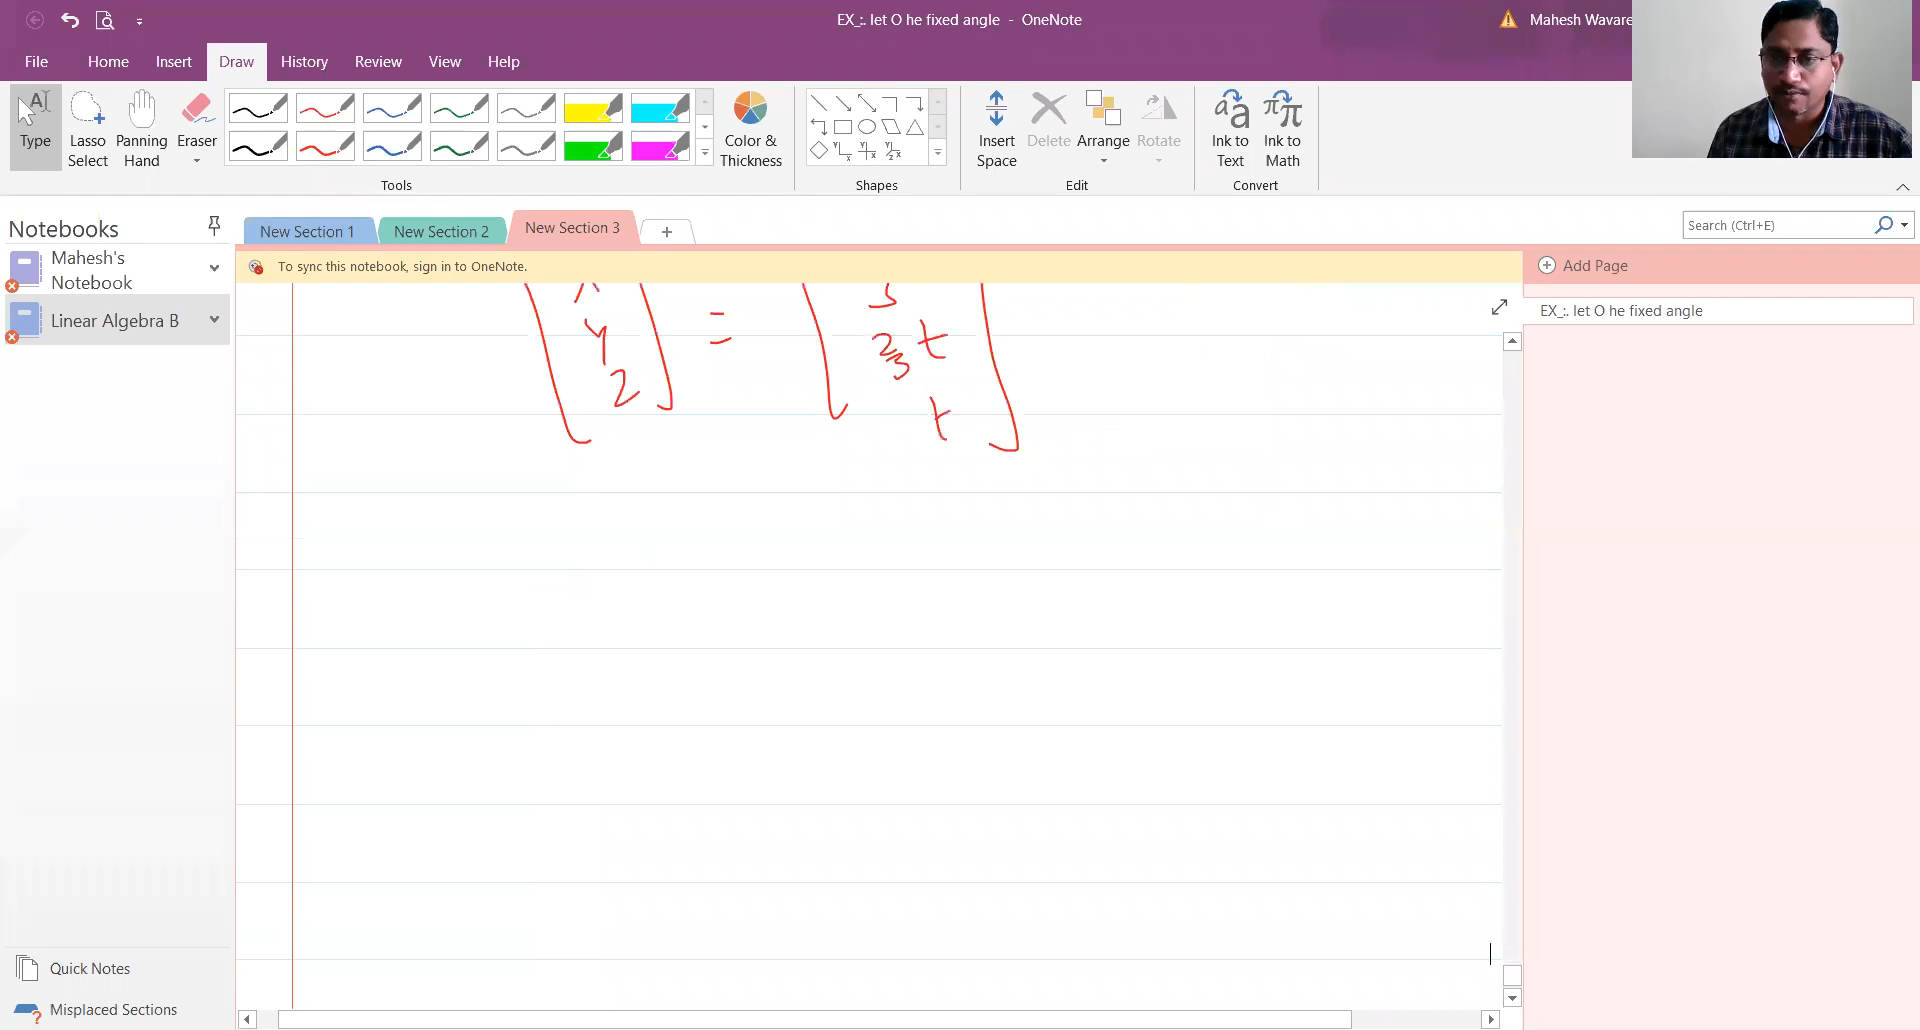 EX_:. let O he fixed angle - OneNote
Mahesh Wavare
File Home Insert Draw History Review View Help
Type
Lasso Select
Panning Hand
Eraser
Color & Thickness
Insert Space
Delete
Arrange
Rotate
Ink to Text
Ink to Math
Tools Shapes Edit Convert
Notebooks
New Section 1 New Section 2 New Section 3 +
Search (Ctrl+E)
Mahesh's Notebook
Linear Algebra B
To sync this notebook, sign in to OneNote.
Add Page
EX_:. let O he fixed angle
y = 2/3 t
z t
Quick Notes
Misplaced Sections